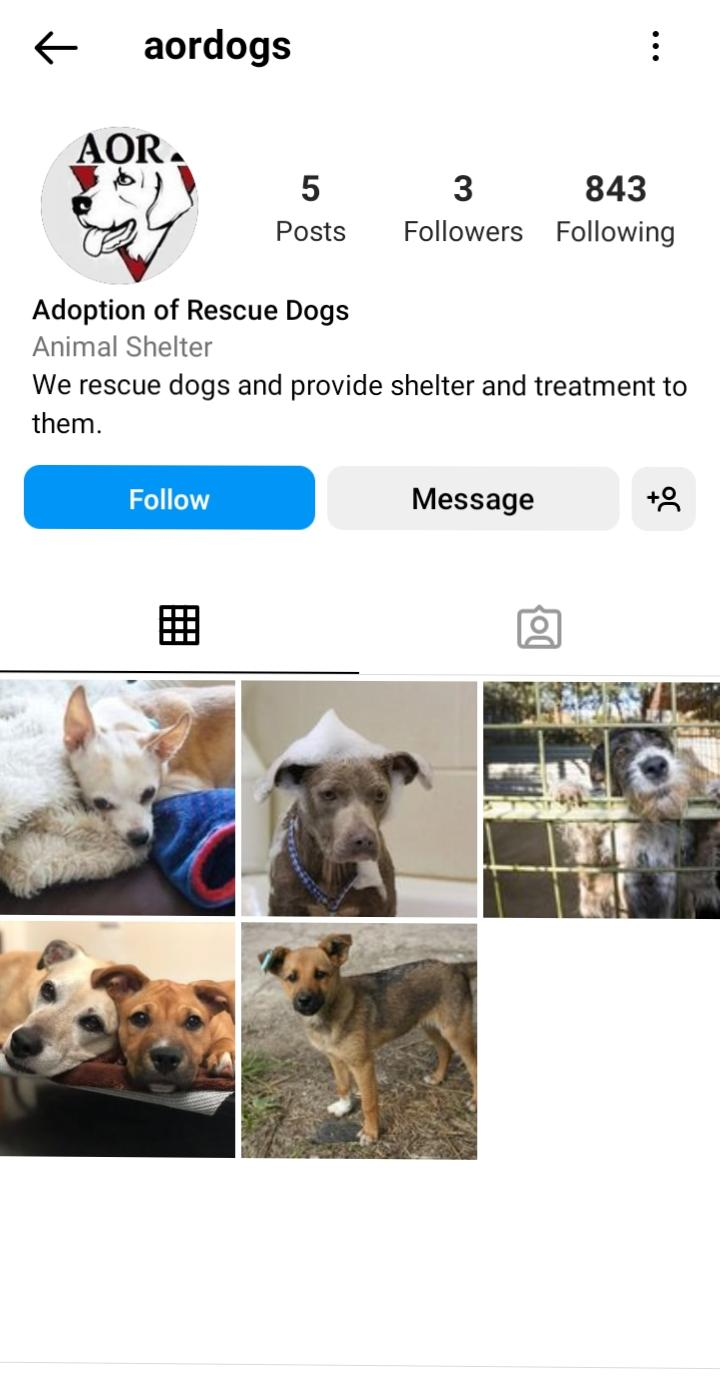 aordogs
AOR
5 3 843
Posts Followers Following
Adoption of Rescue Dogs
Animal Shelter
We rescue dogs and provide shelter and treatment to
them.
Follow Message